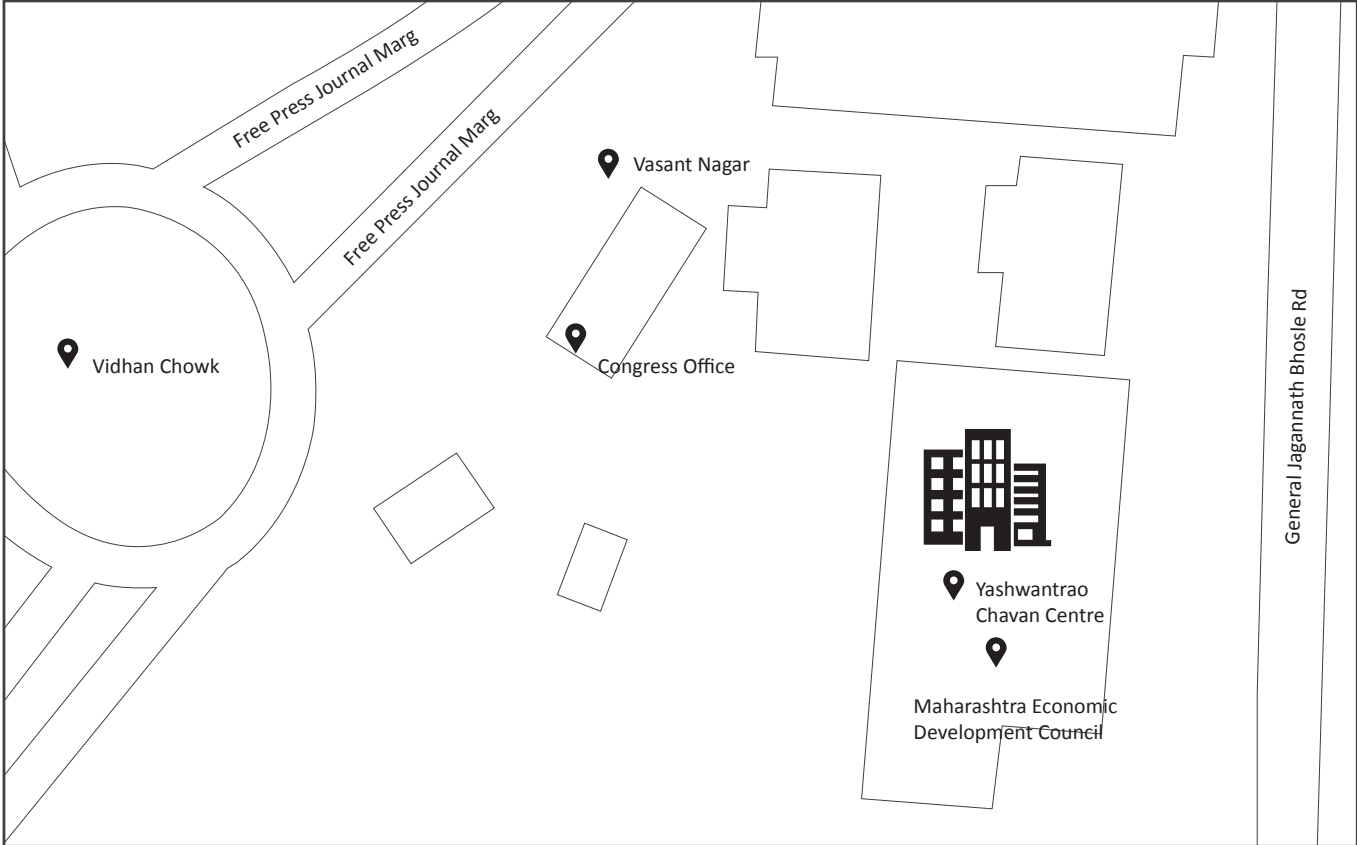 Free Press Journal Marg
Free Press Journal Marg
Vasant Nagar
Vidhan Chowk
Congress Office
General Jagannath Bhosle Rd
Yashwantrao
Chavan Centre
Maharashtra Economic
Development Council